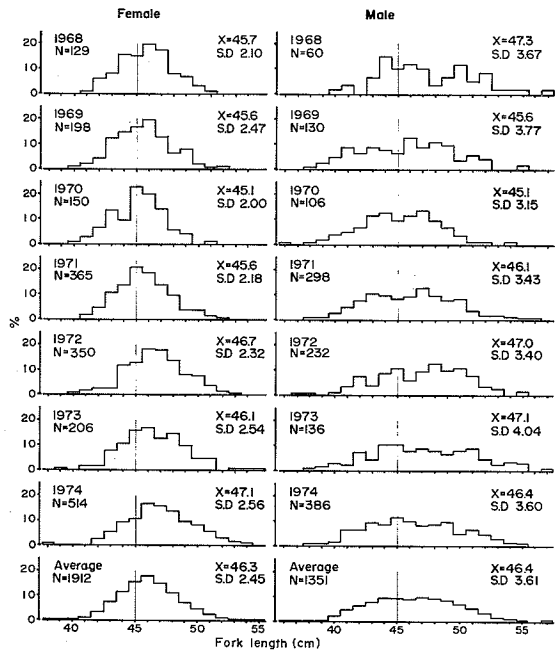 Female
Male
20
10
0
1968
N=129
X=45.7
S.D 2.10
1968
N=60
X=47.3
S.D 3.67
20
10
0
1969
N=198
X=45.6
S.D 2.47
1969
N=130
X=45.6
S.D 3.77
20
10
0
1970
N=150
X=45.1
S.D 2.00
1970
N=106
X=45.1
S.D 3.15
20
10
0
1971
N=365
X=45.6
S.D 2.18
1971
N=298
X=46.1
S.D 3.43
%
20
10
0
1972
N=350
X=46.7
S.D 2.32
1972
N=232
X=47.0
S.D 3.40
20
10
0
1973
N=206
X=46.1
S.D 2.54
1973
N=136
X=47.1
S.D 4.04
20
10
0
1974
N=514
X=47.1
S.D 2.56
1974
N=386
X=46.4
S.D 3.60
20
10
0
Average
N=1912
X=46.3
S.D 2.45
Average
N=1351
X=46.4
S.D 3.61
40 45 50 55 40 45 50 55
Fork length (cm)